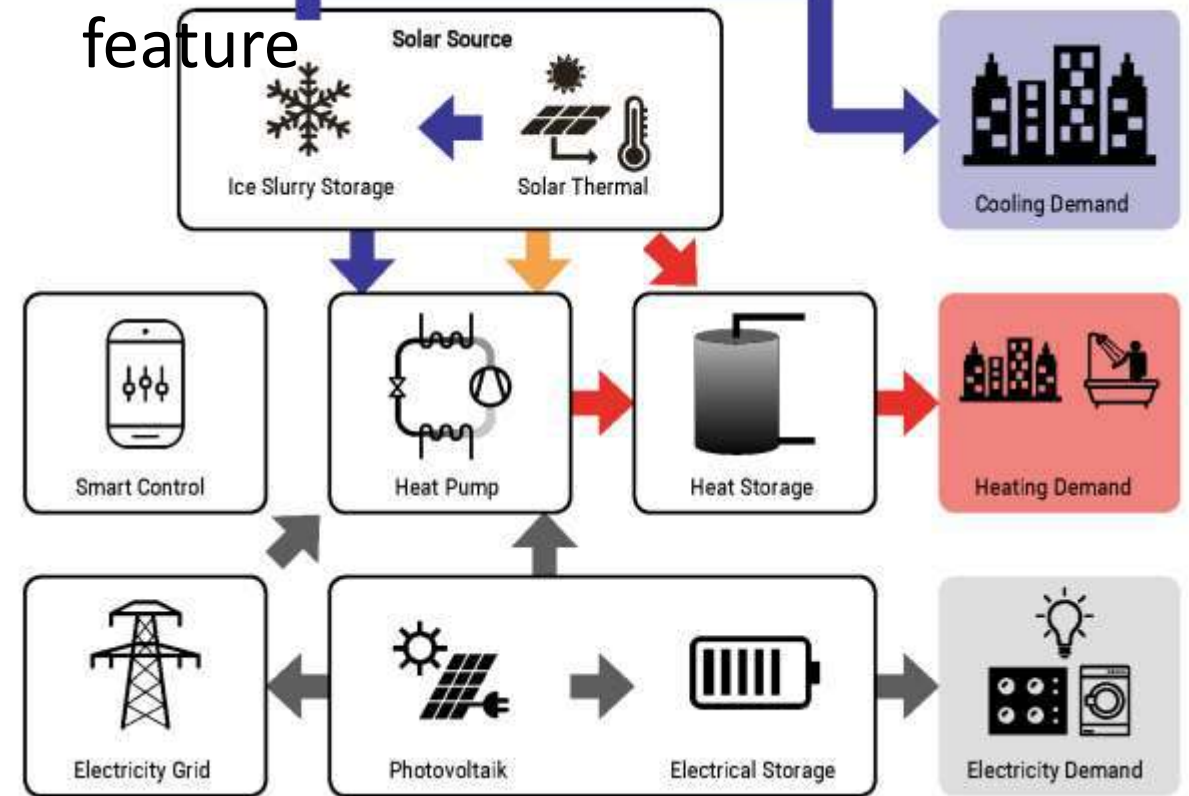 feature
Solar Source
Ice Slurry Storage
Solar Thermal
Cooling Demand
Smart Control
Heat Pump
Heat Storage
Heating Demand
Electricity Grid
Photovoltaik
Electrical Storage
Electricity Demand